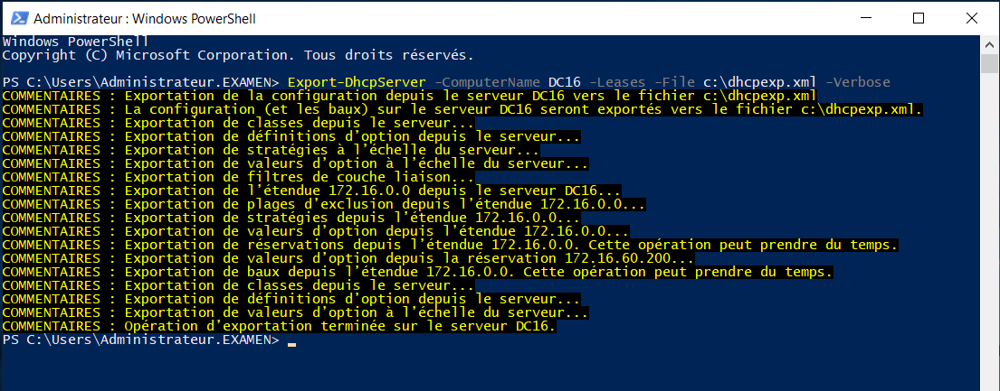 Administrateur : Windows PowerShell
Windows PowerShell
Copyright (C) Microsoft Corporation. Tous droits réservés.
PS C:\Users\Administrateur.EXAMEN> Export-DhcpServer -ComputerName DC16 -Leases -File c:\dhcpexp.xml -Verbose
COMMENTAIRES : Exportation de la configuration depuis le serveur DC16 vers le fichier c:\dhcpexp.xml
COMMENTAIRES : La configuration (et les baux) sur le serveur DC16 seront exportés vers le fichier c:\dhcpexp.xml.
COMMENTAIRES : Exportation de classes depuis le serveur...
COMMENTAIRES : Exportation de définitions d’option depuis le serveur...
COMMENTAIRES : Exportation de stratégies à l’échelle du serveur...
COMMENTAIRES : Exportation de valeurs d’option à l’échelle du serveur...
COMMENTAIRES : Exportation de filtres de couche liaison...
COMMENTAIRES : Exportation de l’étendue 172.16.0.0 depuis le serveur DC16...
COMMENTAIRES : Exportation de plages d’exclusion depuis l’étendue 172.16.0.0...
COMMENTAIRES : Exportation de stratégies depuis l’étendue 172.16.0.0...
COMMENTAIRES : Exportation de valeurs d’option depuis l’étendue 172.16.0.0...
COMMENTAIRES : Exportation de réservations depuis l’étendue 172.16.0.0. Cette opération peut prendre du temps.
COMMENTAIRES : Exportation de valeurs d’option depuis la réservation 172.16.60.200...
COMMENTAIRES : Exportation de baux depuis l’étendue 172.16.0.0. Cette opération peut prendre du temps.
COMMENTAIRES : Exportation de classes depuis le serveur...
COMMENTAIRES : Exportation de définitions d’option depuis le serveur...
COMMENTAIRES : Exportation de valeurs d’option à l’échelle du serveur...
COMMENTAIRES : Opération d’exportation terminée sur le serveur DC16.
PS C:\Users\Administrateur.EXAMEN>